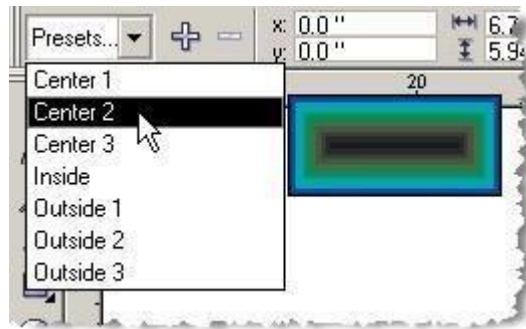 Presets... x: 0.0 " 6.7
y: 0.0 " 5.94
20
Center 1
Center 2
Center 3
Inside
Outside 1
Outside 2
Outside 3